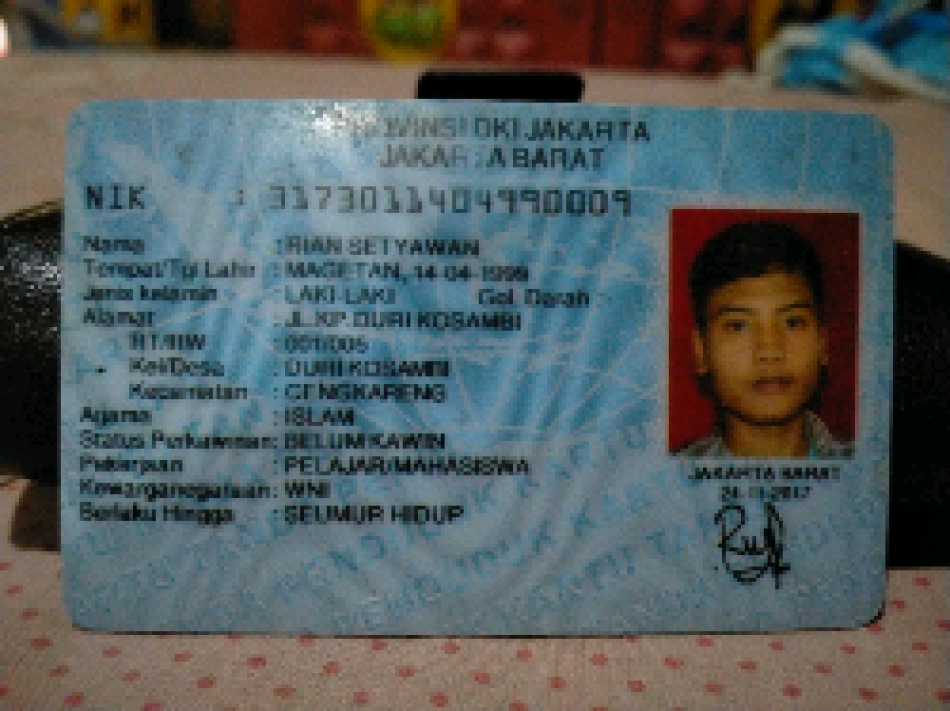 PROVINSI DKI JAKARTA
JAKARTA BARAT
NIK : 3173011404990009
Nama : RIAN SETYAWAN
Tempat/Tgl Lahir : MAGETAN, 14-04-1999
Jenis kelamin : LAKI-LAKI Gol. Darah :
Alamat : JL.KP.DURI KOSAMBI
RT/RW : 001/005
Kel/Desa : DURI KOSAMBI
Kecamatan : CENGKARENG
Agama : ISLAM
Status Perkawinan: BELUM KAWIN
Pekerjaan : PELAJAR/MAHASISWA
Kewarganegaraan: WNI
Berlaku Hingga : SEUMUR HIDUP
JAKARTA BARAT